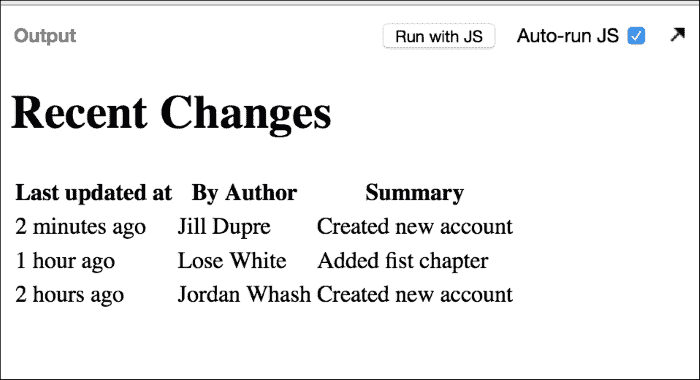 Output Run with JS Auto-run JS
Recent Changes
Last updated at By Author Summary
2 minutes ago Jill Dupre Created new account
1 hour ago Lose White Added fist chapter
2 hours ago Jordan Whash Created new account